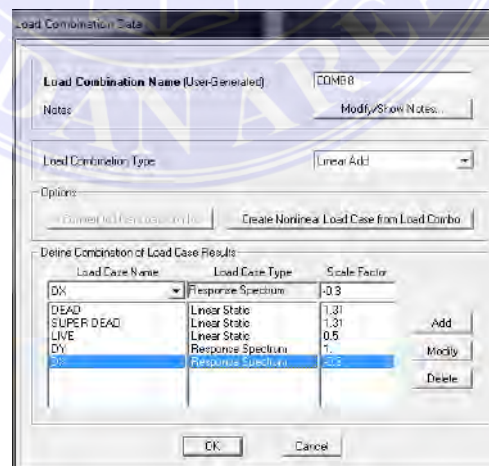 Load Combination Data
Load Combination Name (User-Generated) COMB8
Notes Modify/Show Notes...
Load Combination Type Linear Add
Options
Create Nonlinear Load Case from Load Combo
Define Combination of Load Case Results
Load Case Name Load Case Type Scale Factor
DX Response Spectrum -0.3
DEAD Linear Static 1.31
SUPER DEAD Linear Static 1.31
LIVE Linear Static 0.5
DY Response Spectrum 1.
DX Response Spectrum -0.3
Add
Modify
Delete
OK Cancel